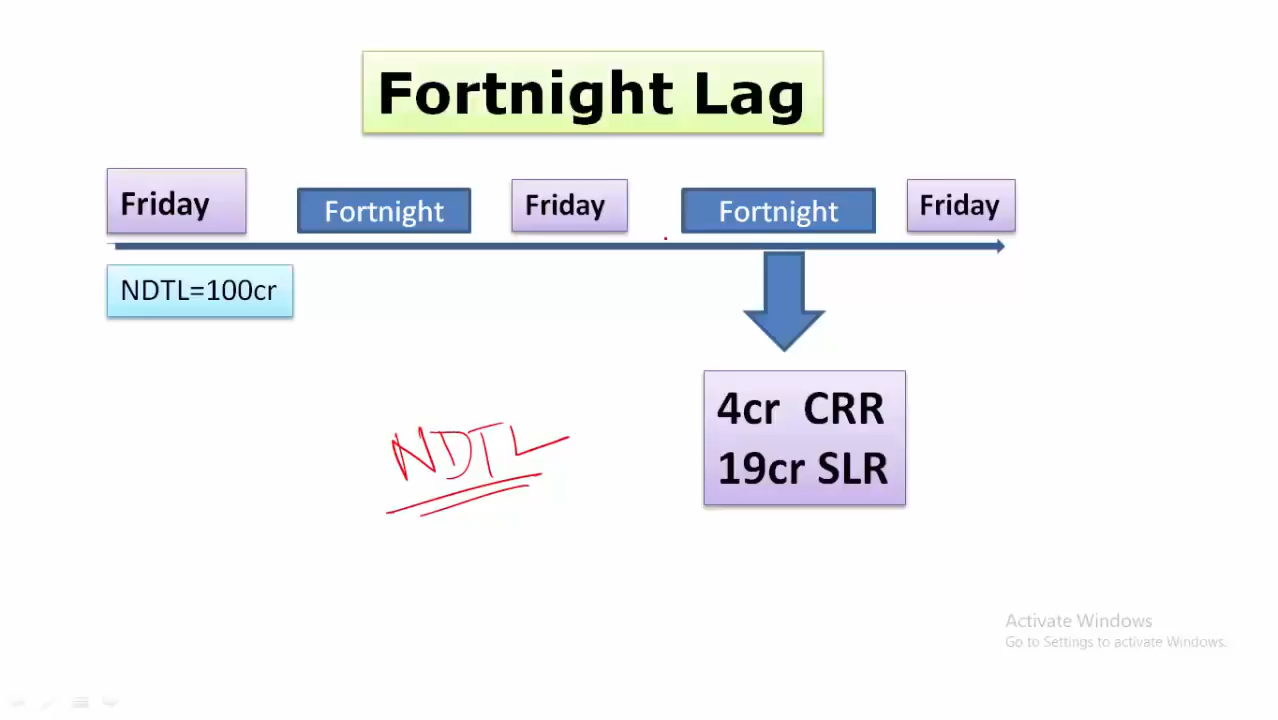 Fortnight Lag
Friday
Fortnight
Friday
Fortnight
Friday
NDTL=100cr
4cr CRR
19cr SLR
NDTL
Activate Windows
Go to Settings to activate Windows.